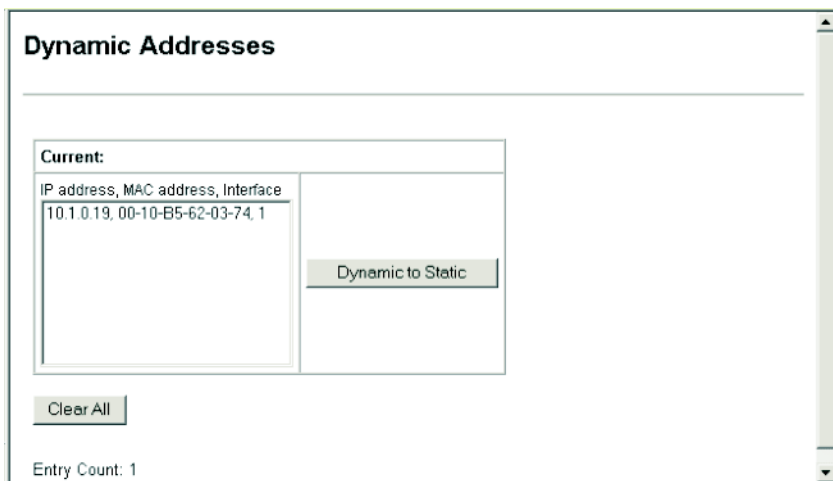 Dynamic Addresses
Current:
IP address, MAC address, Interface
10.1.0.19, 00-10-B5-62-03-74, 1
Dynamic to Static
Clear All
Entry Count: 1